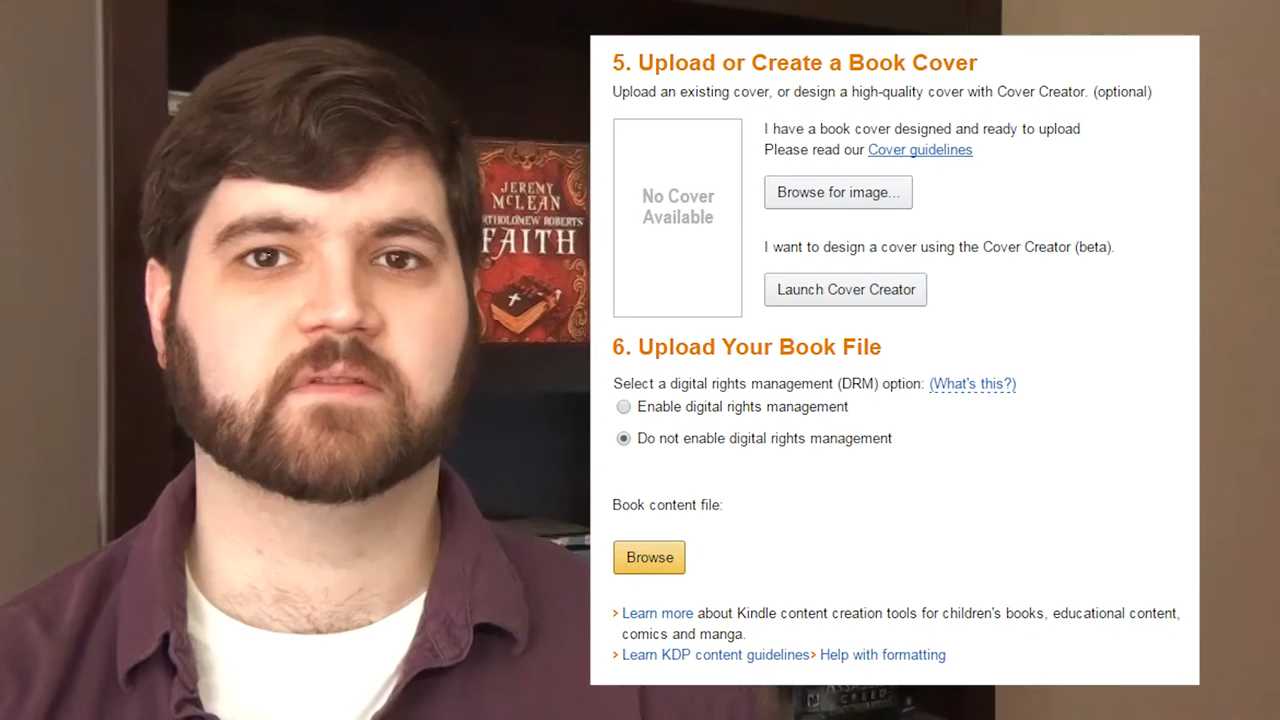 JEREMY
MCLEAN
THOLOMEW ROBERTS'
FAITH
5. Upload or Create a Book Cover
Upload an existing cover, or design a high-quality cover with Cover Creator. (optional)
No Cover
Available
I have a book cover designed and ready to upload
Please read our Cover guidelines
Browse for image...
I want to design a cover using the Cover Creator (beta).
Launch Cover Creator
6. Upload Your Book File
Select a digital rights management (DRM) option: (What's this?)
Enable digital rights management
Do not enable digital rights management
Book content file:
Browse
› Learn more about Kindle content creation tools for children's books, educational content,
comics and manga.
› Learn KDP content guidelines› Help with formatting